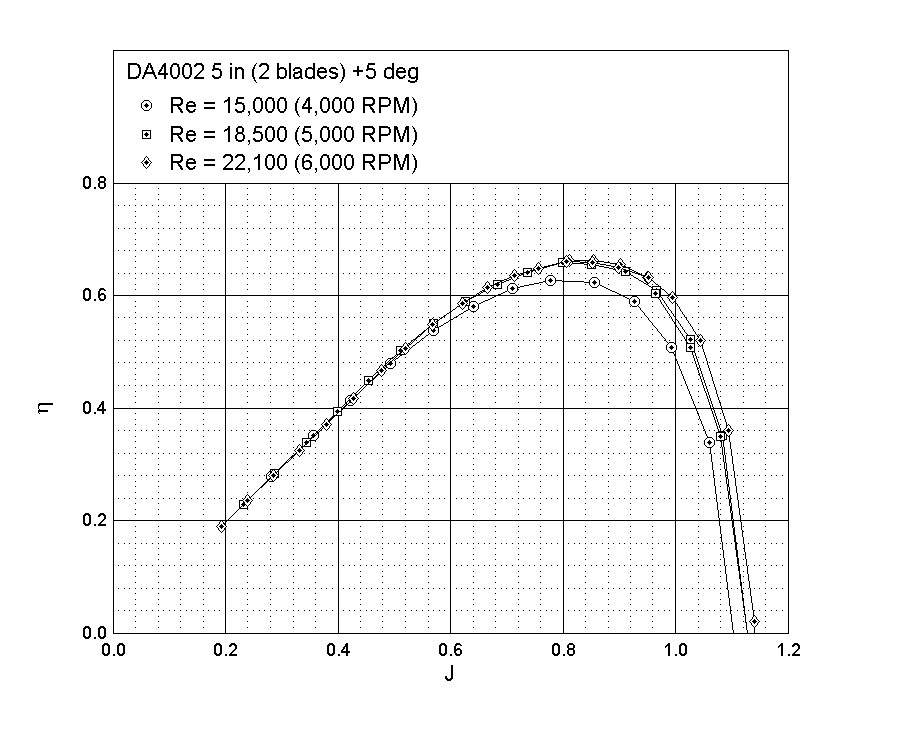 DA4002 5 in (2 blades) +5 deg
Re = 15,000 (4,000 RPM)
Re = 18,500 (5,000 RPM)
Re = 22,100 (6,000 RPM)
0.8
0.6
0.4
η
0.2
0.0
0.0 0.2 0.4 0.6 0.8 1.0 1.2
J